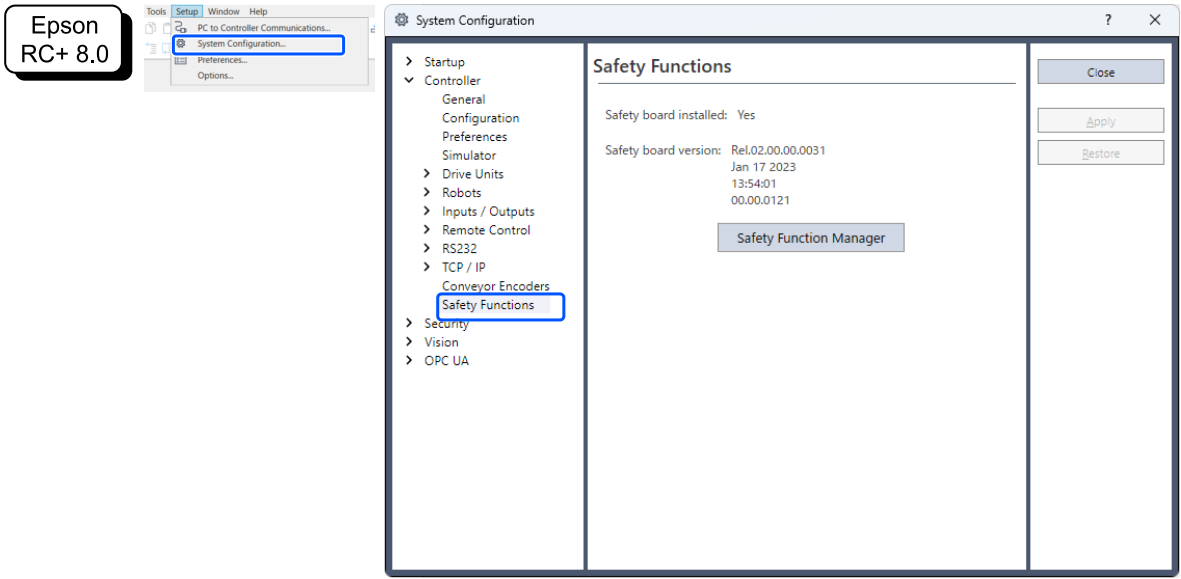 Epson
RC+ 8.0
Tools Setup Window Help
PC to Controller Communications...
System Configuration...
Preferences...
Options...
System Configuration
?
Startup
Controller
General
Configuration
Preferences
Simulator
Drive Units
Robots
Inputs / Outputs
Remote Control
RS232
TCP / IP
Conveyor Encoders
Safety Functions
Security
Vision
OPC UA
Safety Functions
Safety board installed: Yes
Safety board version: Rel.02.00.00.0031
Jan 17 2023
13:54:01
00.00.0121
Safety Function Manager
Close
Apply
Restore